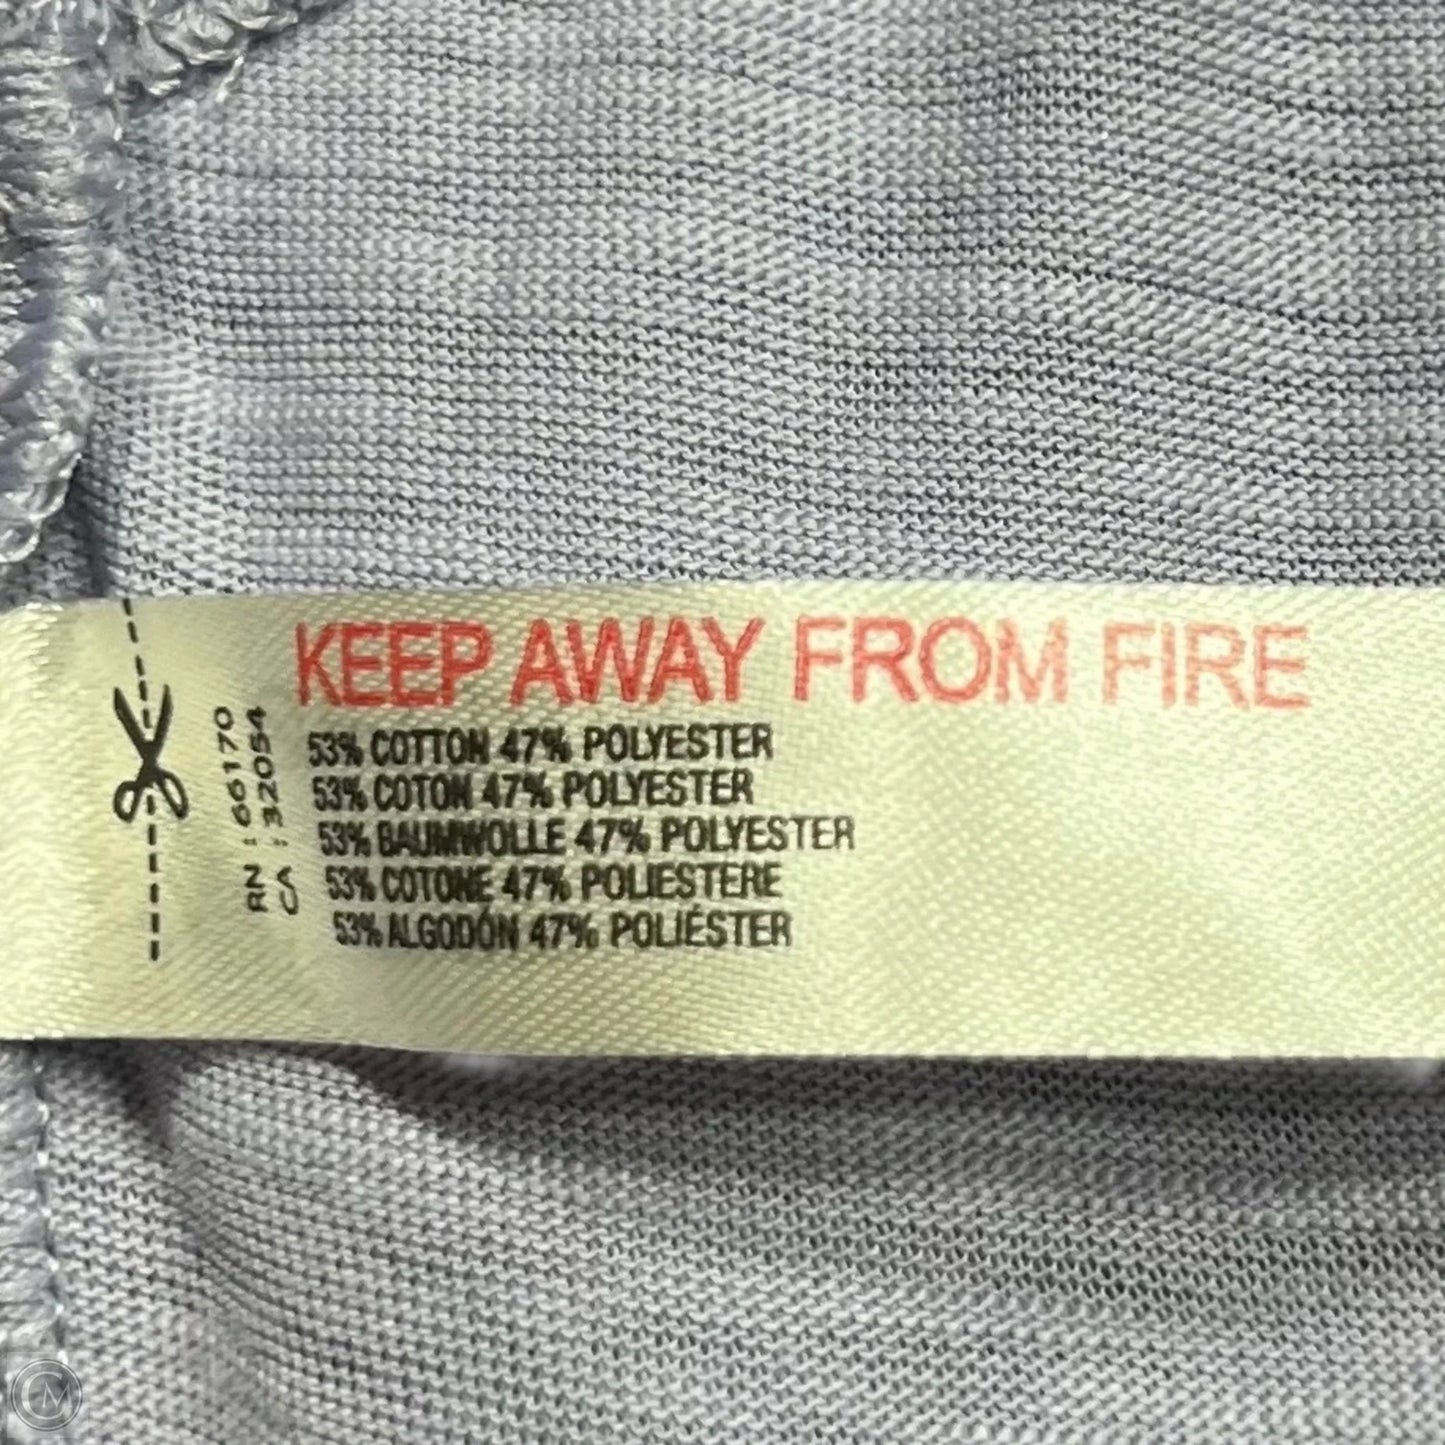 KEEP AWAY FROM FIRE
53% COTTON 47% POLYESTER
53% COTON 47% POLYESTER
53% BAUMWOLLE 47% POLYESTER
53% COTONE 47% POLIESTERE
53% ALGODÓN 47% POLIÉSTER
RN : 66170
CA : 32054
CM